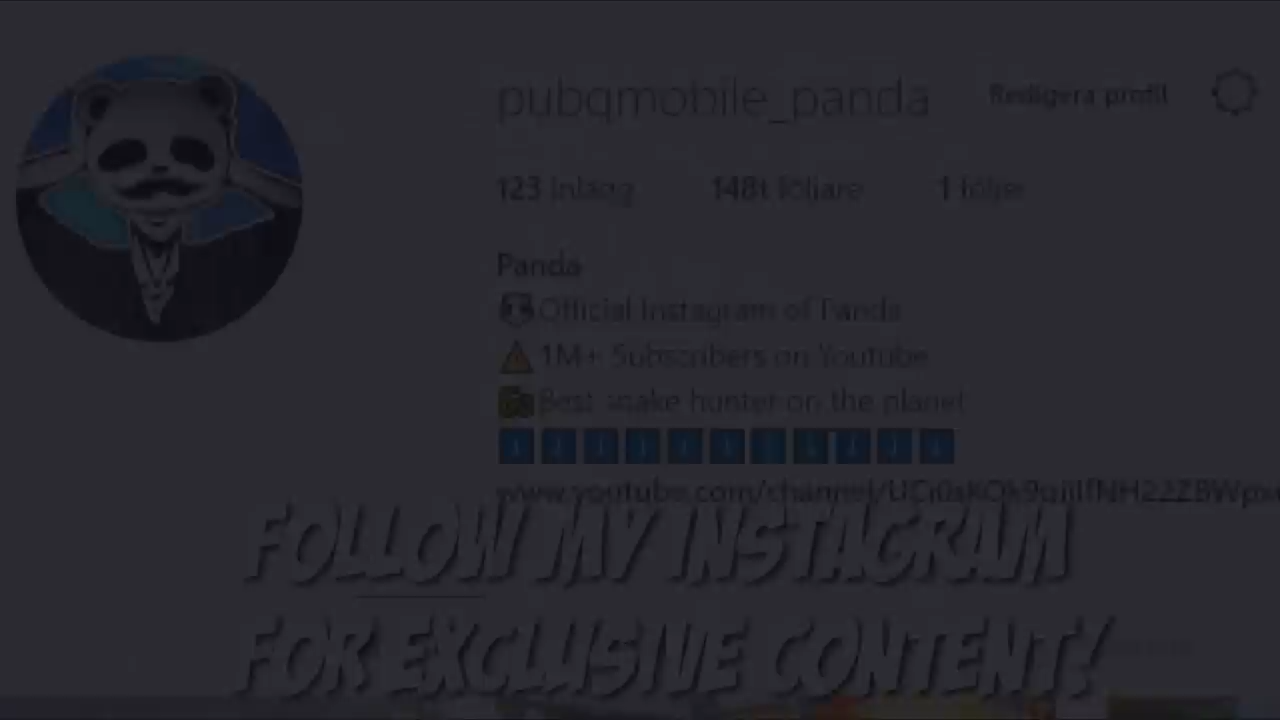 pubgmobile_panda Redigera profil
123 inlägg 148t följare 1 följer
Panda
Official Instagram of Panda
1M+ Subscribers on Youtube
Best snake hunter on the planet
FOLLOW MY INSTAGRAM
FOR EXCLUSIVE CONTENT!